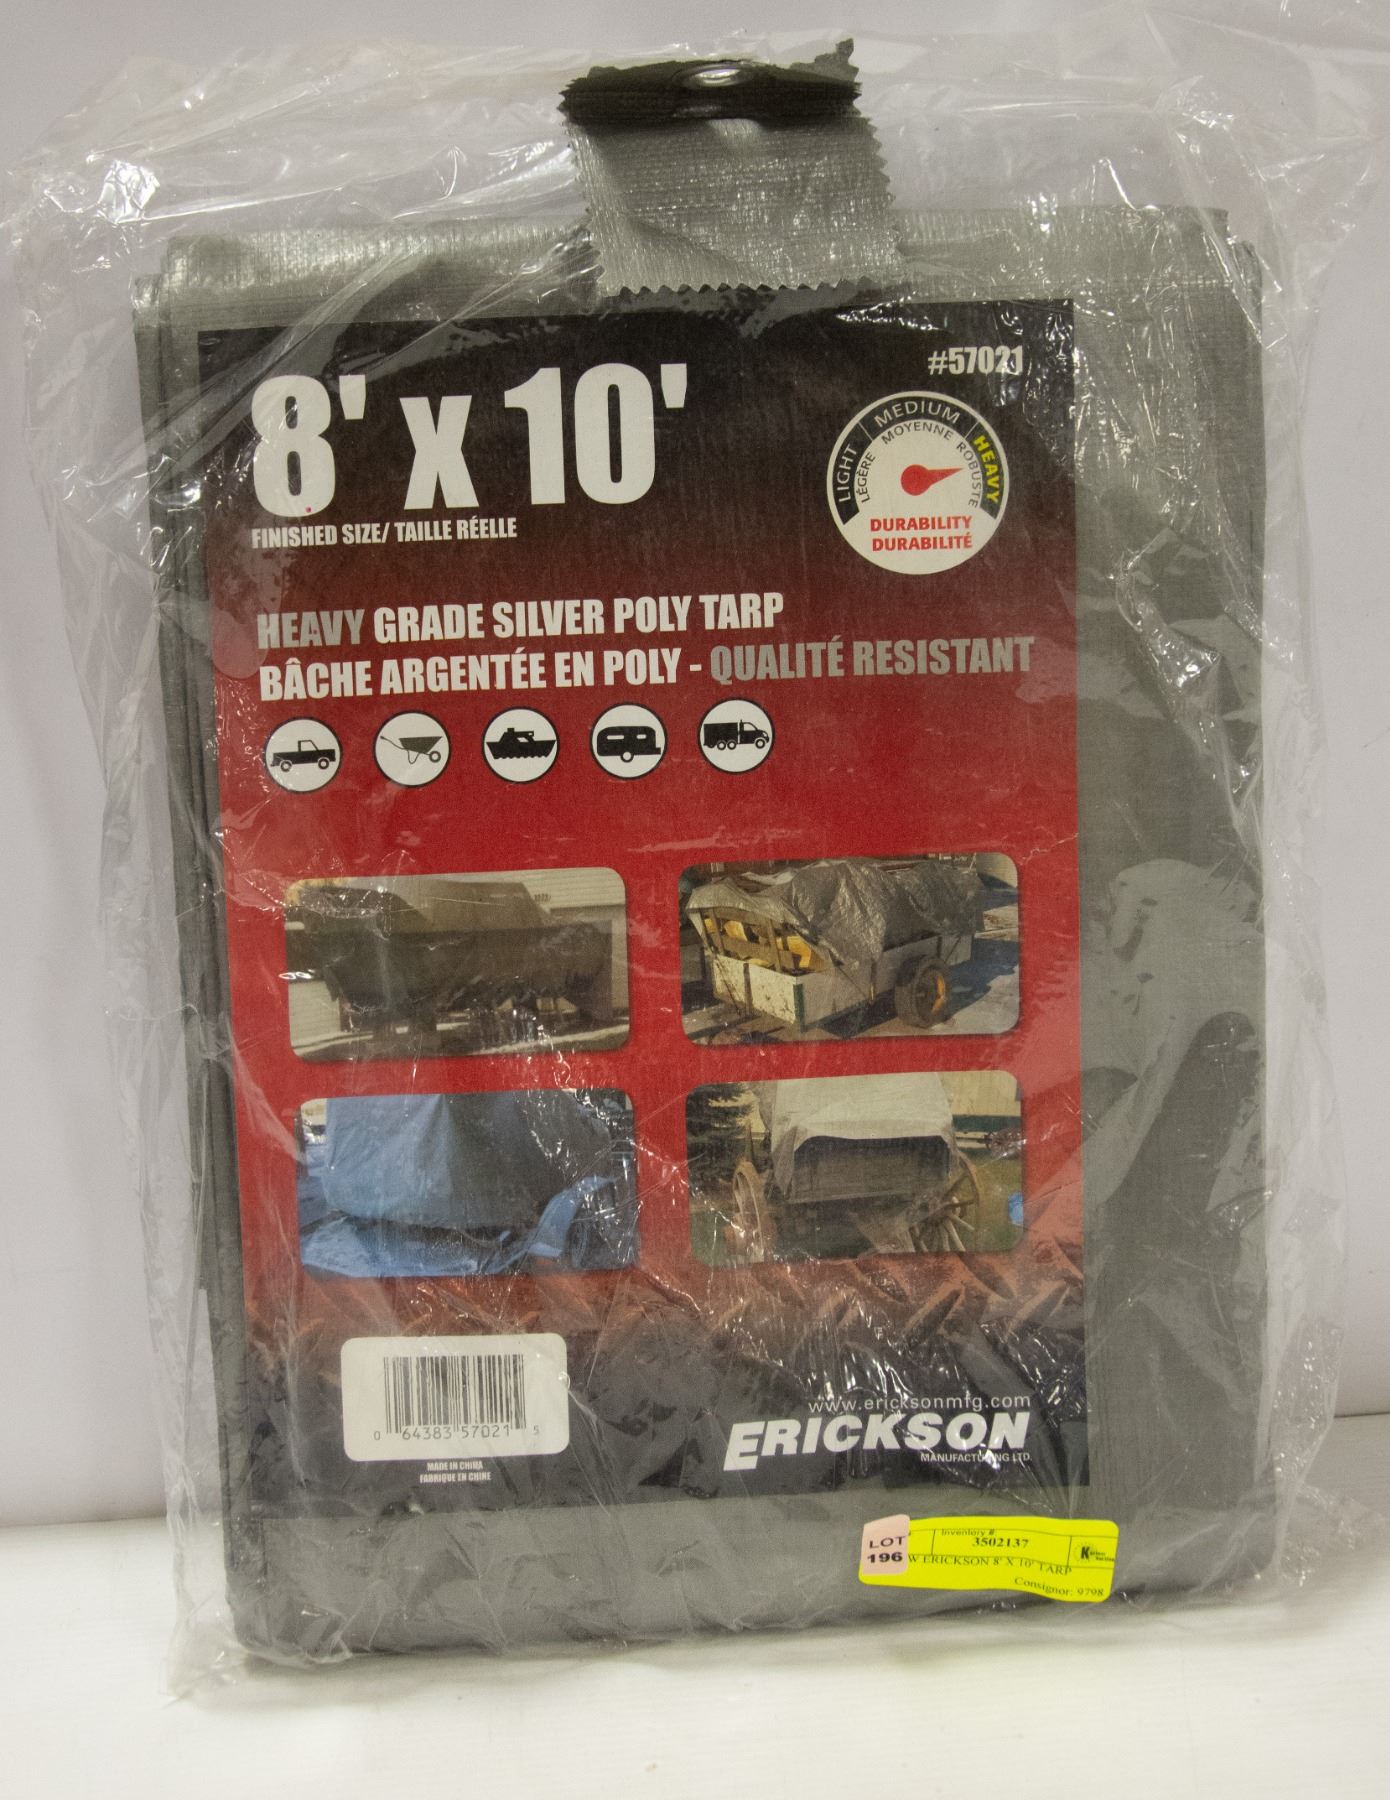 #57021
8' x 10'
FINISHED SIZE/ TAILLE RÉELLE
LIGHT MEDIUM HEAVY
LÉGÈRE MOYENNE ROBUSTE
DURABILITY
DURABILITÉ
HEAVY GRADE SILVER POLY TARP
BÂCHE ARGENTÉE EN POLY - QUALITÉ RESISTANT
0 64383 57021 5
MADE IN CHINA
FABRIQUE EN CHINE
www.ericksonmfg.com
ERICKSON
MANUFACTURING LTD.
LOT
196
Inventory #
3502137
W ERICKSON 8' X 10' TARP
Consignor: 9798